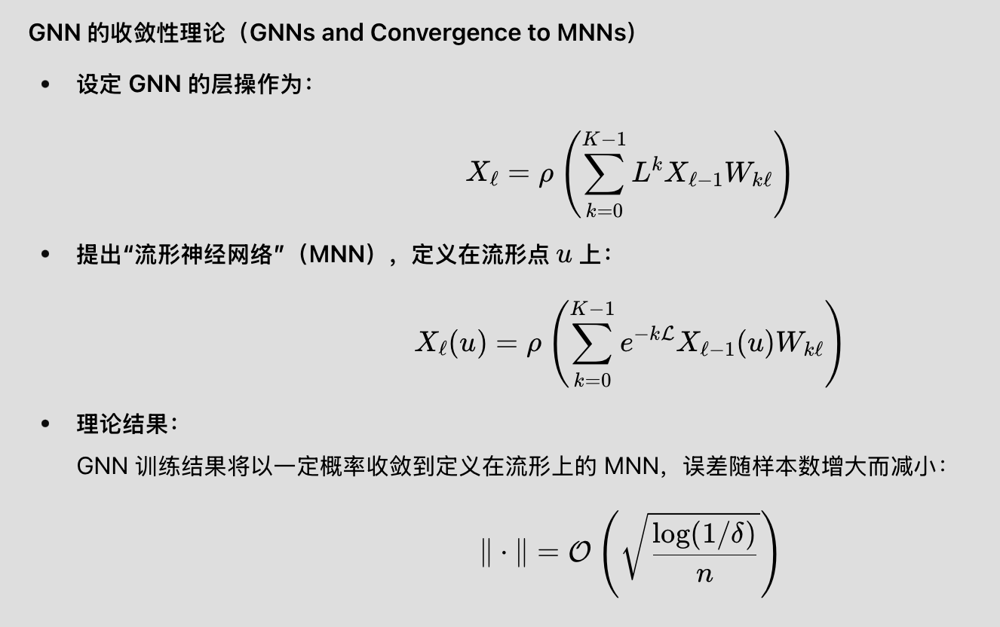 GNN 的收敛性理论（GNNs and Convergence to MNNs）
• 设定 GNN 的层操作为：
$$X_\ell = \rho \left( \sum_{k=0}^{K-1} L^k X_{\ell-1} W_{k\ell} \right)$$
• 提出“流形神经网络”（MNN），定义在流形点 $u$ 上：
$$X_\ell(u) = \rho \left( \sum_{k=0}^{K-1} e^{-k\mathcal{L}} X_{\ell-1}(u) W_{k\ell} \right)$$
• 理论结果：
GNN 训练结果将以一定概率收敛到定义在流形上的 MNN，误差随样本数增大而减小：
$$\| \cdot \| = \mathcal{O} \left( \sqrt{\frac{\log(1/\delta)}{n}} \right)$$